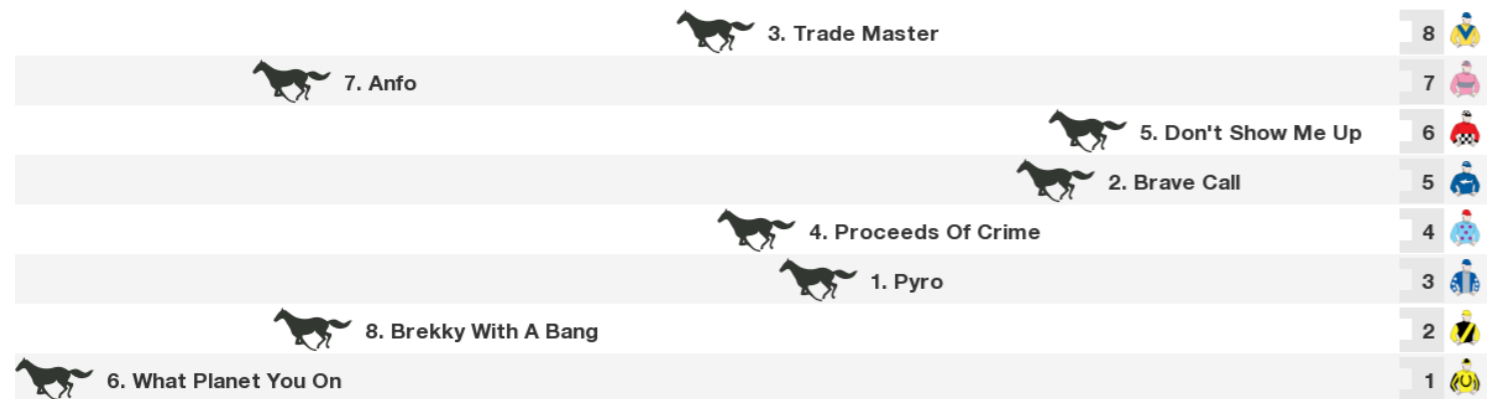 3. Trade Master 8
7. Anfo 7
5. Don't Show Me Up 6
2. Brave Call 5
4. Proceeds Of Crime 4
1. Pyro 3
8. Brekky With A Bang 2
6. What Planet You On 1